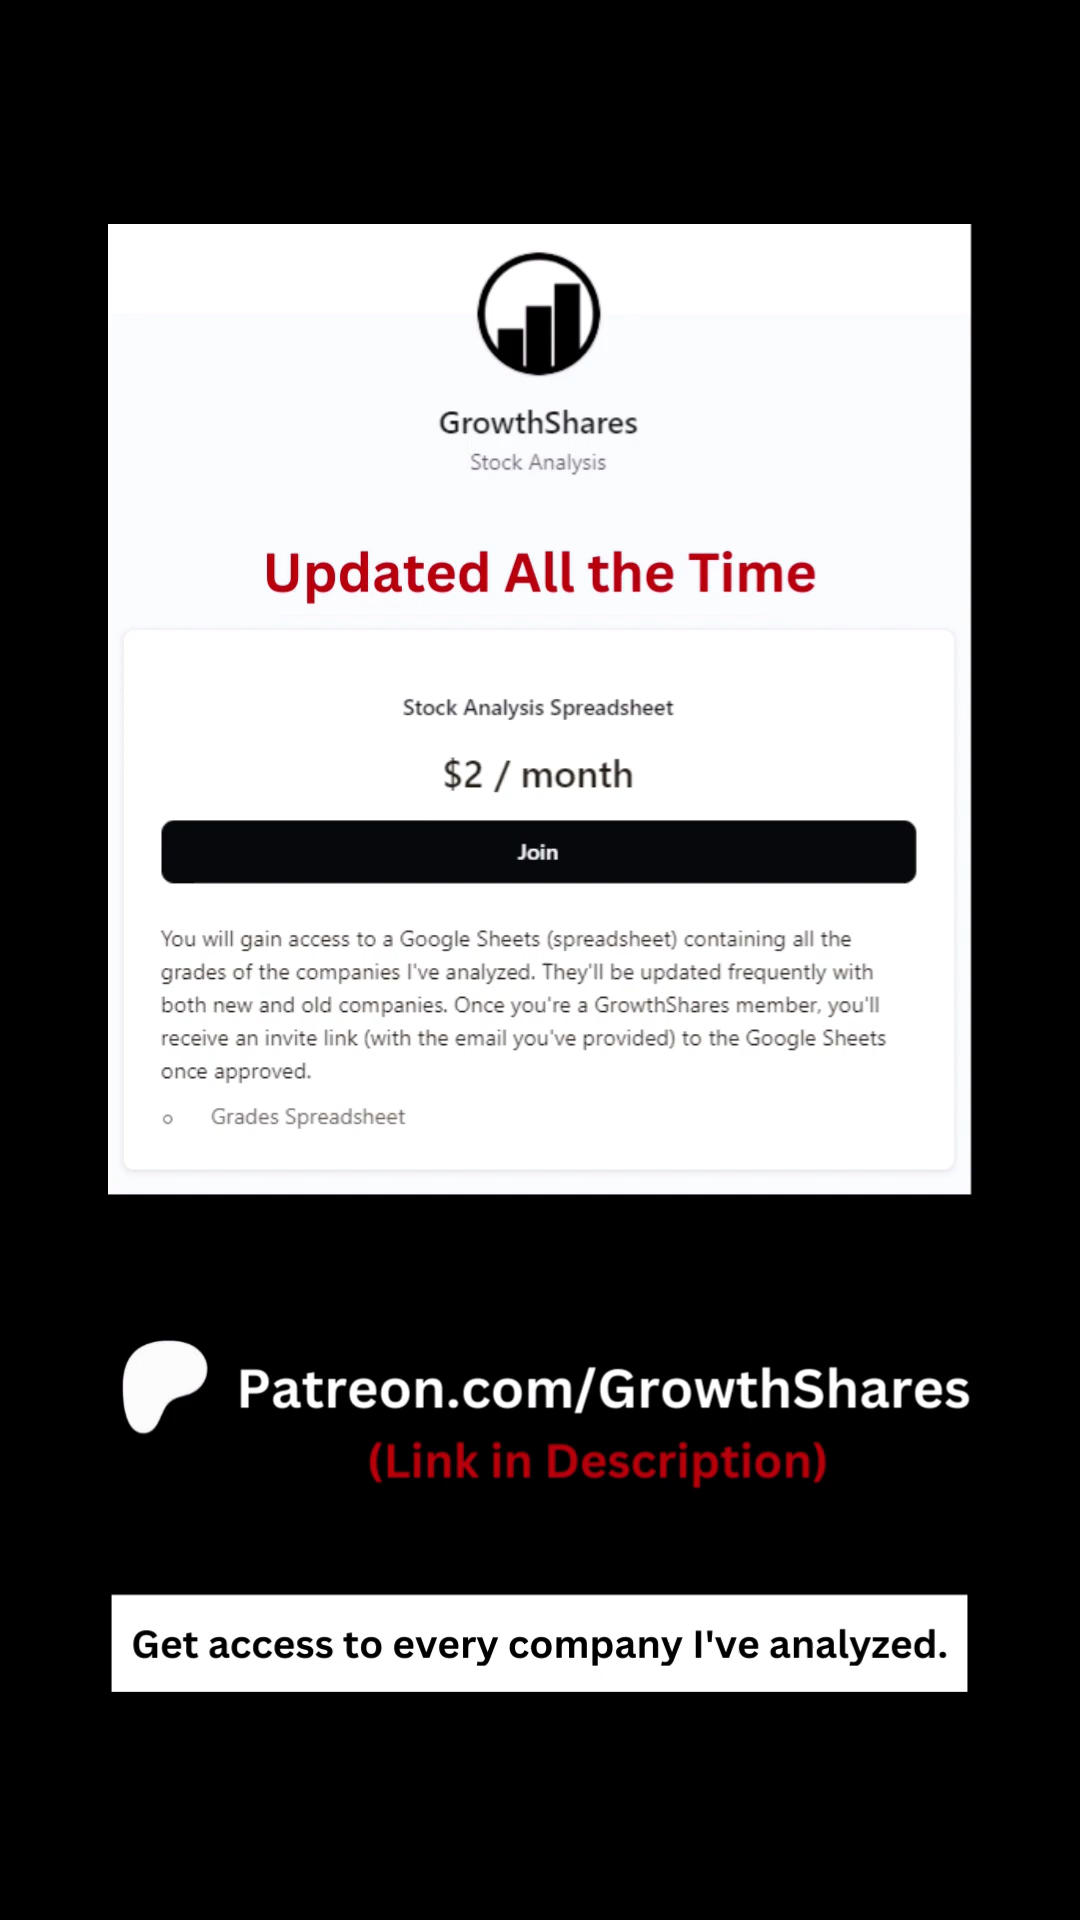 GrowthShares
Stock Analysis
Updated All the Time
Stock Analysis Spreadsheet
$2 / month
Join
You will gain access to a Google Sheets (spreadsheet) containing all the
grades of the companies I've analyzed. They'll be updated frequently with
both new and old companies. Once you're a GrowthShares member, you'll
receive an invite link (with the email you've provided) to the Google Sheets
once approved.
Grades Spreadsheet
Patreon.com/GrowthShares
(Link in Description)
Get access to every company I've analyzed.